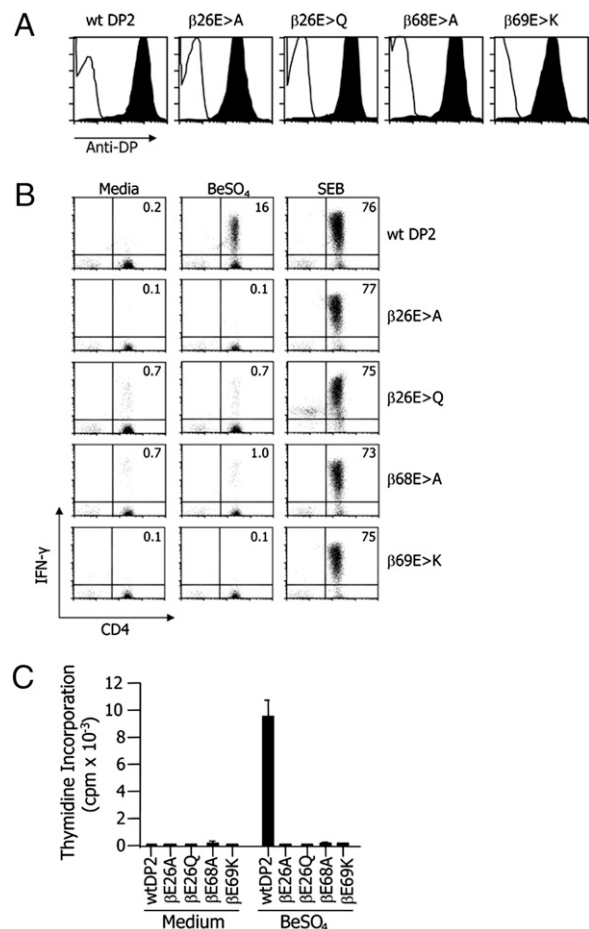 A
wt DP2 β26E>A β26E>Q β68E>A β69E>K
Anti-DP
B
Media BeSO₄ SEB
0.2 16 76 wt DP2
0.1 0.1 77 β26E>A
0.7 0.7 75 β26E>Q
0.7 1.0 73 β68E>A
0.1 0.1 75 β69E>K
IFN-γ
CD4
C
Thymidine Incorporation
(cpm x 10⁻³)
12
10
8
6
4
2
0
wtDP2 βE26A βE26Q βE68A βE69K wtDP2 βE26A βE26Q βE68A βE69K
Medium BeSO₄